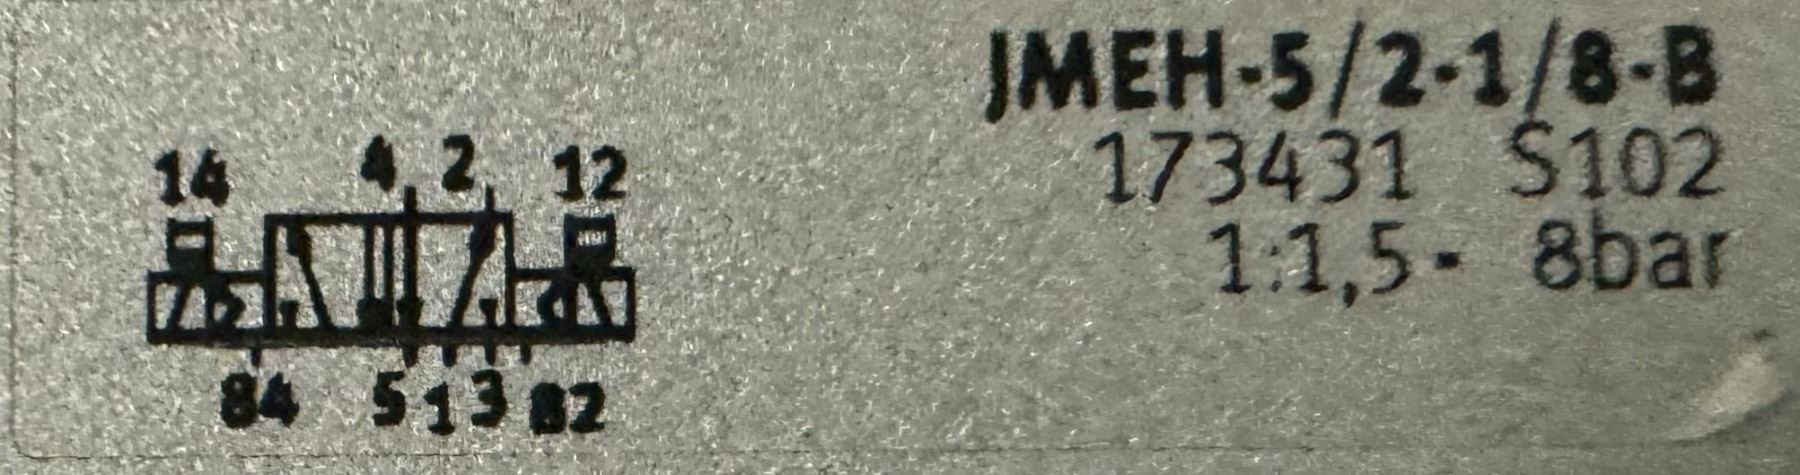 JMEH-5/2-1/8-B
173431 S102
1:1,5- 8bar
14 4 2 12
84 5 1 3 82